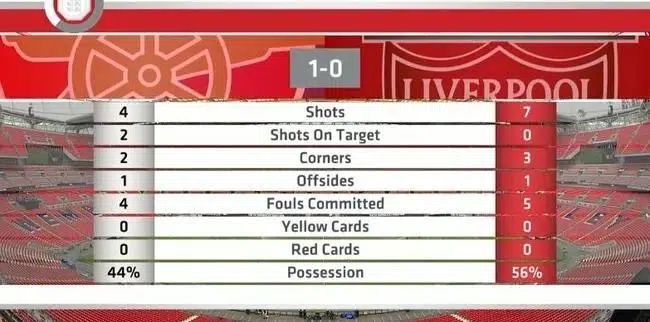 1-0
LIVERPOOL
4 Shots 7
2 Shots On Target 0
2 Corners 3
1 Offsides 1
4 Fouls Committed 5
0 Yellow Cards 0
0 Red Cards 0
44% Possession 56%